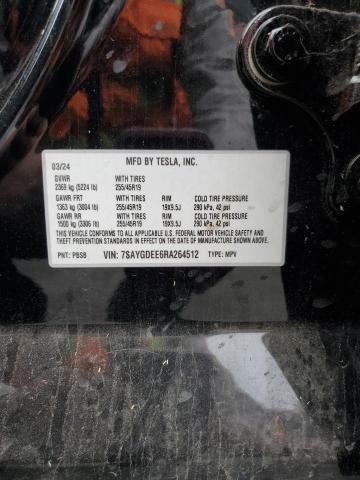 MFD BY TESLA, INC.
03/24
GVWR WITH TIRES
2369 kg (5224 lb) 255/45R19
GAWR FRT WITH TIRES RIM COLD TIRE PRESSURE
1363 kg (3004 lb) 255/45R19 19X9.5J 290 kPa, 42 psi
GAWR RR WITH TIRES RIM COLD TIRE PRESSURE
1500 kg (3306 lb) 255/45R19 19X9.5J 290 kPa, 42 psi
THIS VEHICLE CONFORMS TO ALL APPLICABLE U.S. FEDERAL MOTOR VEHICLE SAFETY AND
THEFT PREVENTION STANDARDS IN EFFECT ON THE DATE OF MANUFACTURE SHOWN ABOVE.
PNT: PBSB VIN: 7SAYGDEE6RA264512 TYPE: MPV